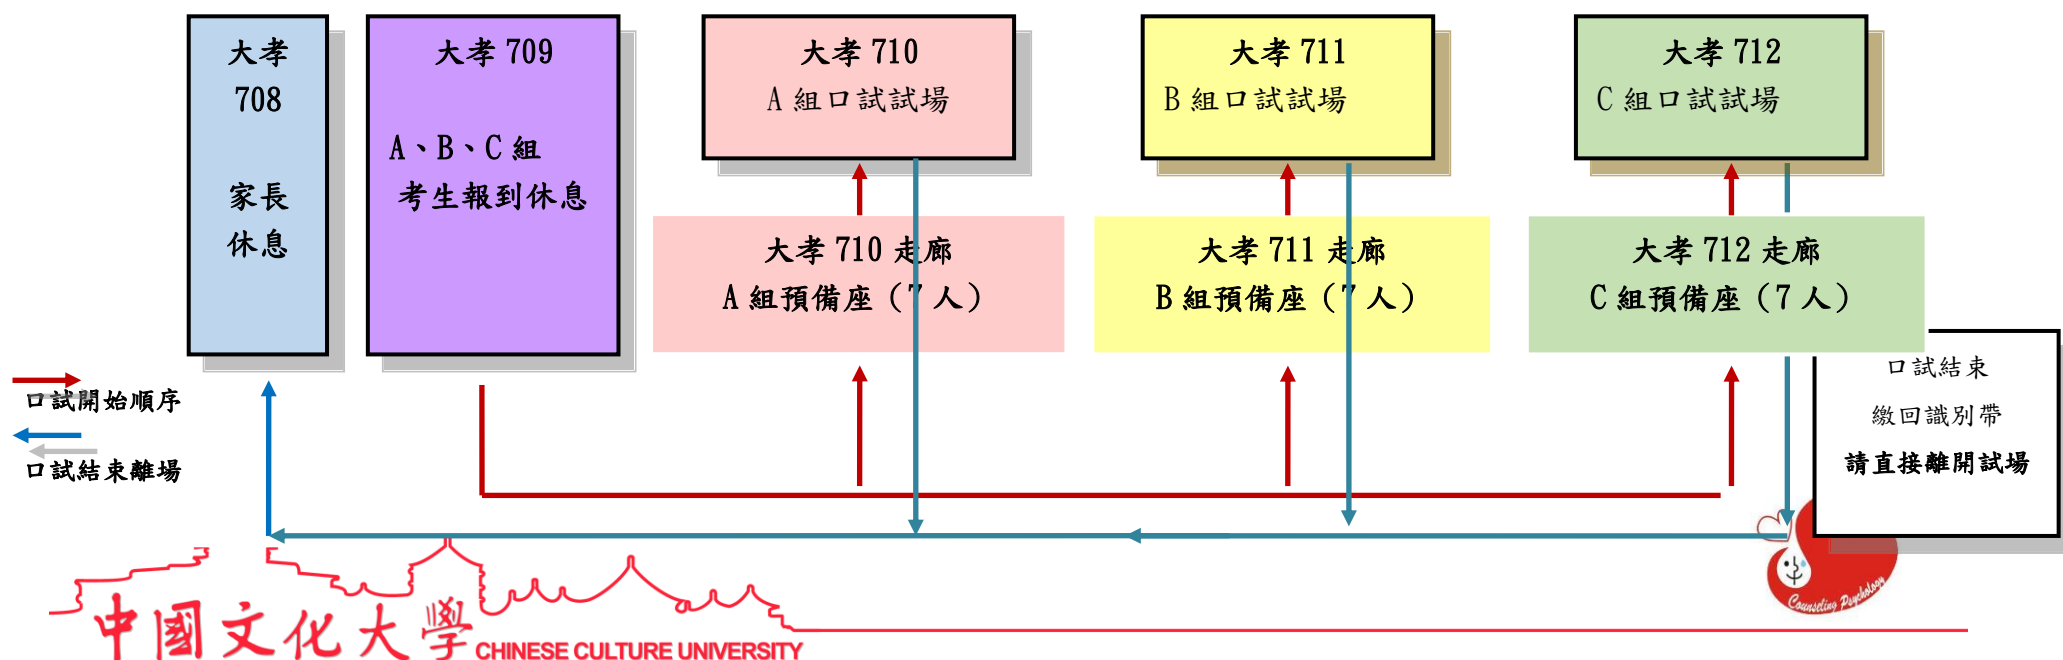 大孝
708
家長
休息
大孝 709
A、B、C 組
考生報到休息
大孝 710
A 組口試試場
大孝 711
B 組口試試場
大孝 712
C 組口試試場
大孝 710 走廊
A 組預備座（7 人）
大孝 711 走廊
B 組預備座（7 人）
大孝 712 走廊
C 組預備座（7 人）
口試開始順序
口試結束離場
口試結束
繳回識別帶
請直接離開試場
Counseling Psychology
中國文化大學 CHINESE CULTURE UNIVERSITY